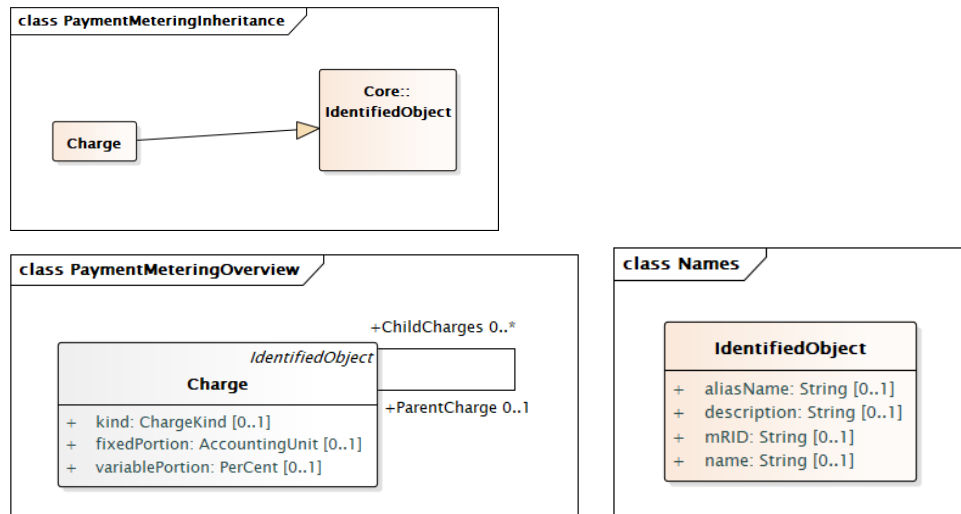 class PaymentMeteringInheritance
Core::
IdentifiedObject
Charge
class PaymentMeteringOverview
+ChildCharges 0..*
IdentifiedObject
Charge
+ParentCharge 0..1
+ kind: ChargeKind [0..1]
+ fixedPortion: AccountingUnit [0..1]
+ variablePortion: PerCent [0..1]
class Names
IdentifiedObject
+ aliasName: String [0..1]
+ description: String [0..1]
+ mRID: String [0..1]
+ name: String [0..1]